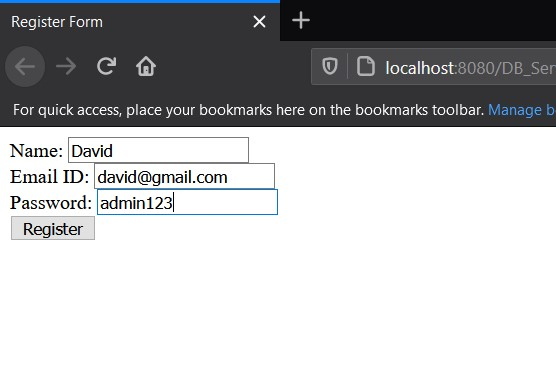 Register Form
localhost:8080/DB_Ser
For quick access, place your bookmarks here on the bookmarks toolbar. Manage b
Name: David
Email ID: david@gmail.com
Password: admin123
Register